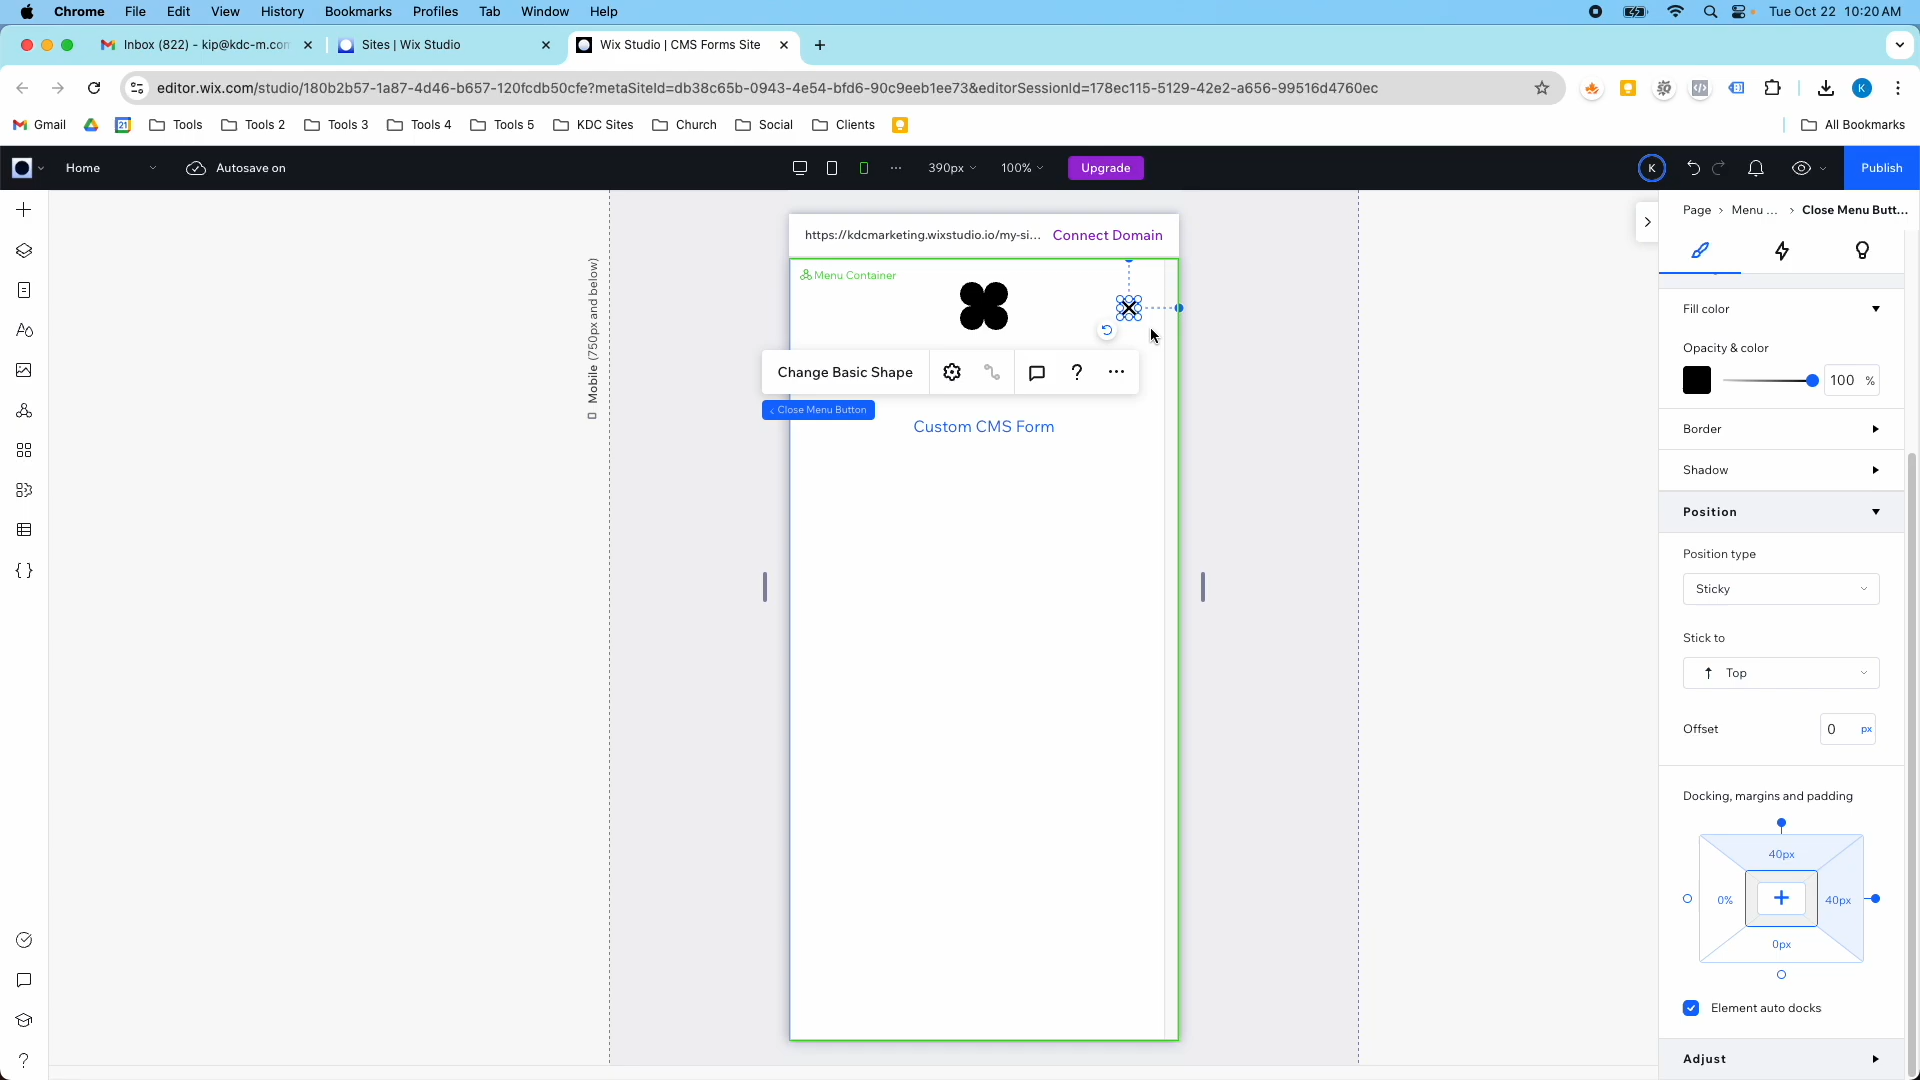 Chrome File Edit View History Bookmarks Profiles Tab Window Help Tue Oct 22 10:20 AM
Inbox (822) - kip@kdc-m.con Sites | Wix Studio Wix Studio | CMS Forms Site
editor.wix.com/studio/180b2b57-1a87-4d46-b657-120fcdb50cfe?metaSiteId=db38c65b-0943-4e54-bfd6-90c9eeb1ee73&editorSessionId=178ec115-5129-42e2-a656-99516d4760ec K
Gmail 21 Tools Tools 2 Tools 3 Tools 4 Tools 5 KDC Sites Church Social Clients All Bookmarks
Home Autosave on 390px 100% Upgrade K Publish
Page Menu ... Close Menu Butt...
https://kdcmarketing.wixstudio.io/my-si... Connect Domain
Menu Container
Mobile (750px and below)
Change Basic Shape
Close Menu Button
Custom CMS Form
Fill color
Opacity & color
100 %
Border
Shadow
Position
Position type
Sticky
Stick to
Top
Offset 0 px
Docking, margins and padding
40px
0% 40px
0px
Element auto docks
Adjust